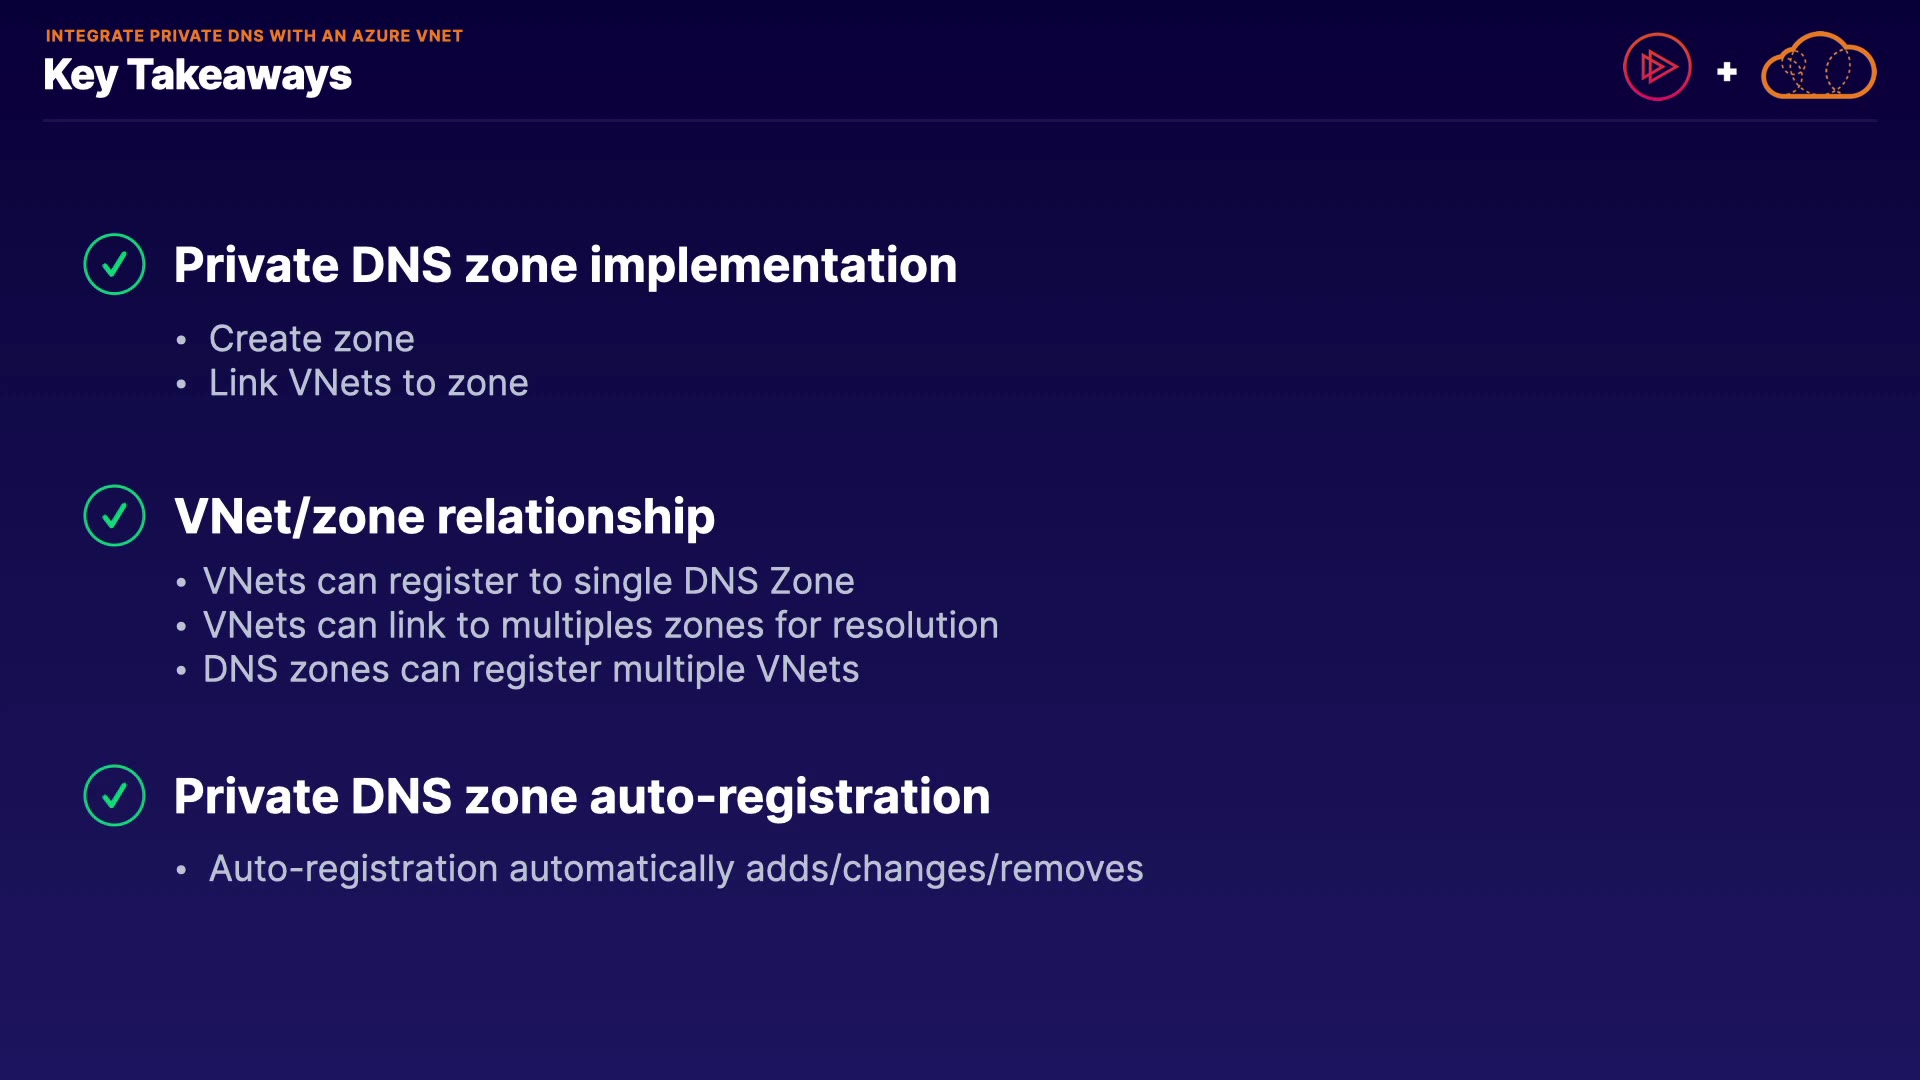 INTEGRATE PRIVATE DNS WITH AN AZURE VNET
Key Takeaways
+
Private DNS zone implementation
• Create zone
• Link VNets to zone
VNet/zone relationship
• VNets can register to single DNS Zone
• VNets can link to multiples zones for resolution
• DNS zones can register multiple VNets
Private DNS zone auto-registration
• Auto-registration automatically adds/changes/removes